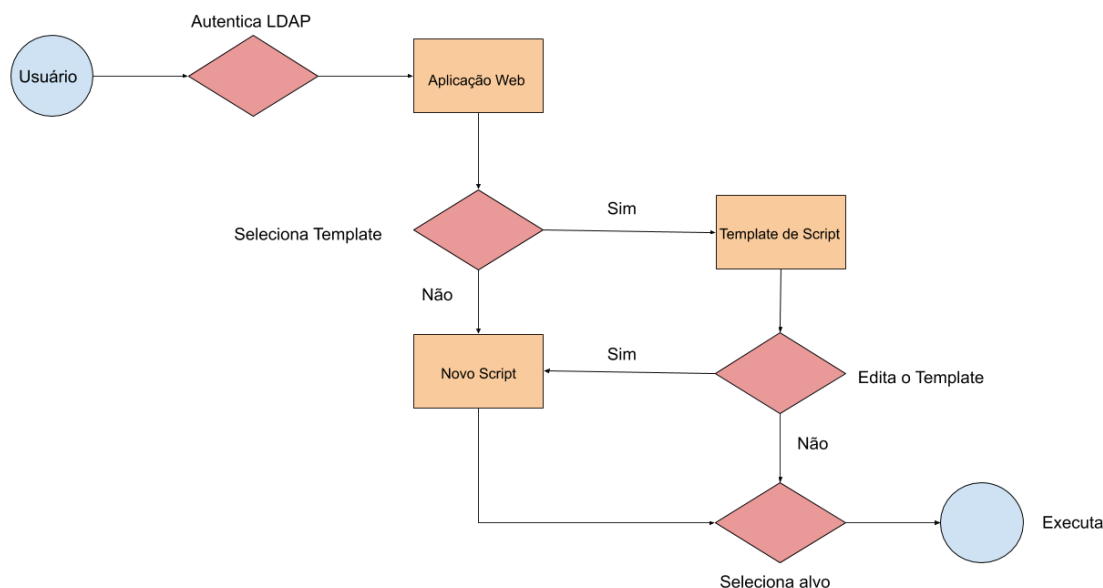 Autentica LDAP
Usuário
Aplicação Web
Sim
Seleciona Template
Template de Script
Não
Sim
Novo Script
Edita o Template
Não
Executa
Seleciona alvo